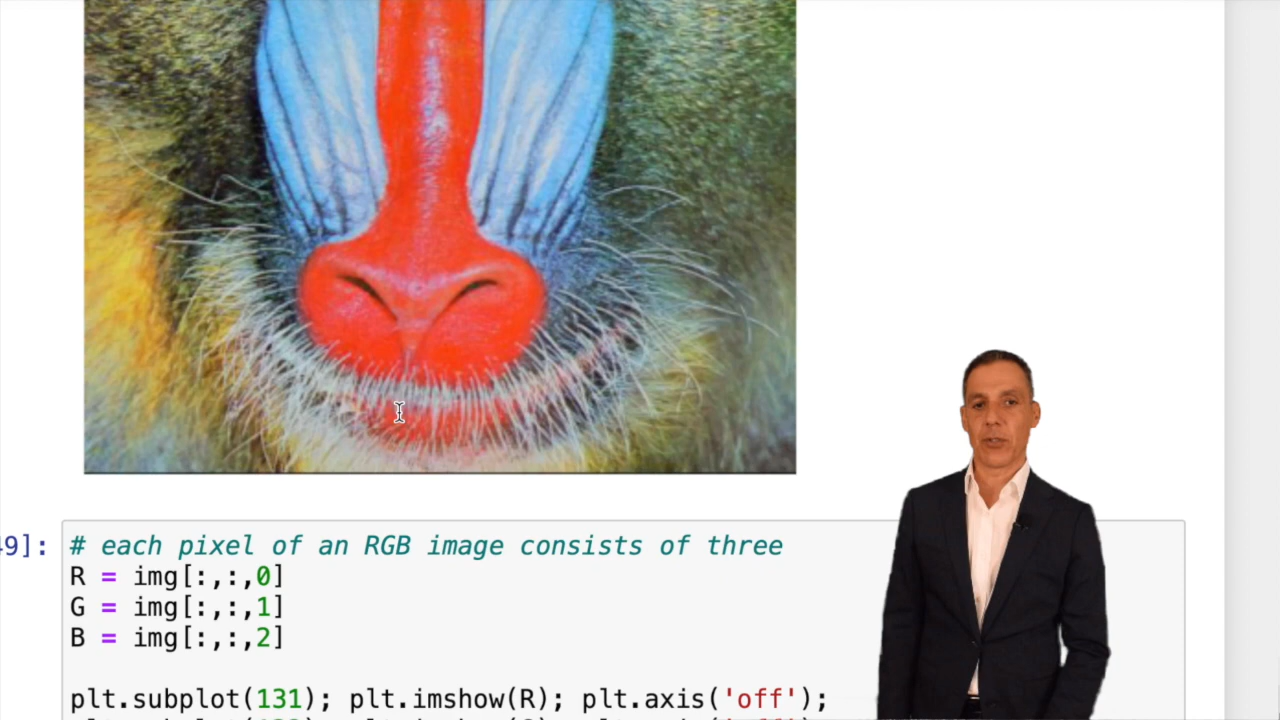 49]:
# each pixel of an RGB image consists of three
R = img[:,:,0]
G = img[:,:,1]
B = img[:,:,2]
plt.subplot(131); plt.imshow(R); plt.axis('off');